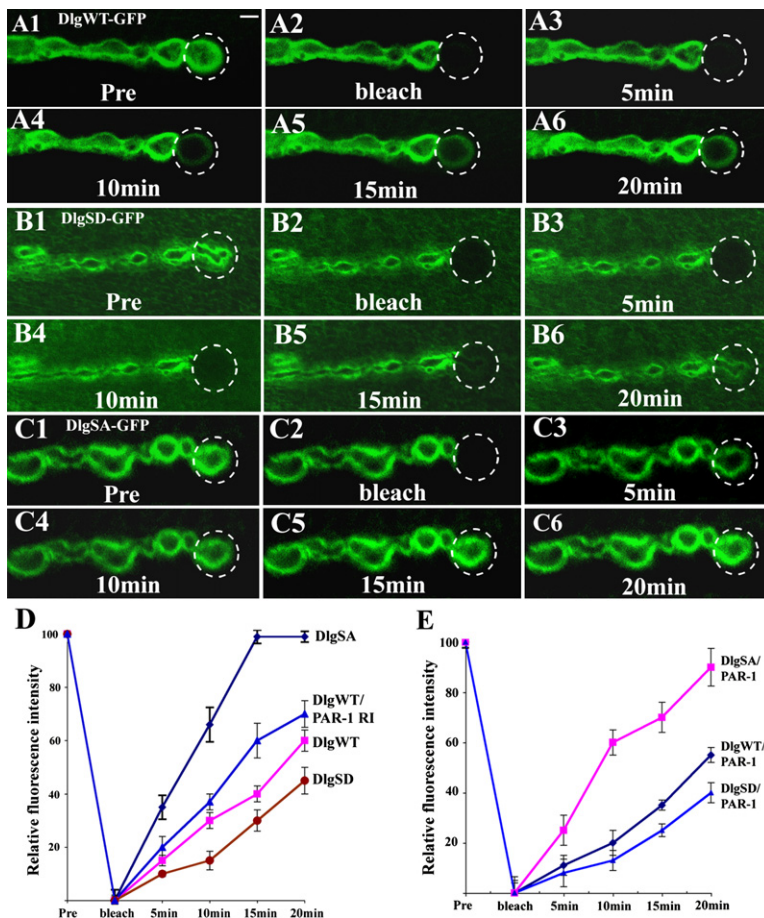 A1 DlgWT-GFP
Pre
A2
bleach
A3
5min
A4
10min
A5
15min
A6
20min
B1
DlgSD-GFP
Pre
B2
bleach
B3
5min
B4
10min
B5
15min
B6
20min
C1 DlgSA-GFP
Pre
C2
bleach
C3
5min
C4
10min
C5
15min
C6
20min
D
Relative fluorescence intensity
100
80
60
40
20
Pre bleach 5min 10min 15min 20min
DlgSA
DlgWT/
PAR-1 RI
DlgWT
DlgSD
E
Relative fluorescence intensity
100
80
60
40
20
Pre bleach 5min 10min 15min 20min
DlgSA/
PAR-1
DlgWT/
PAR-1
DlgSD/
PAR-1